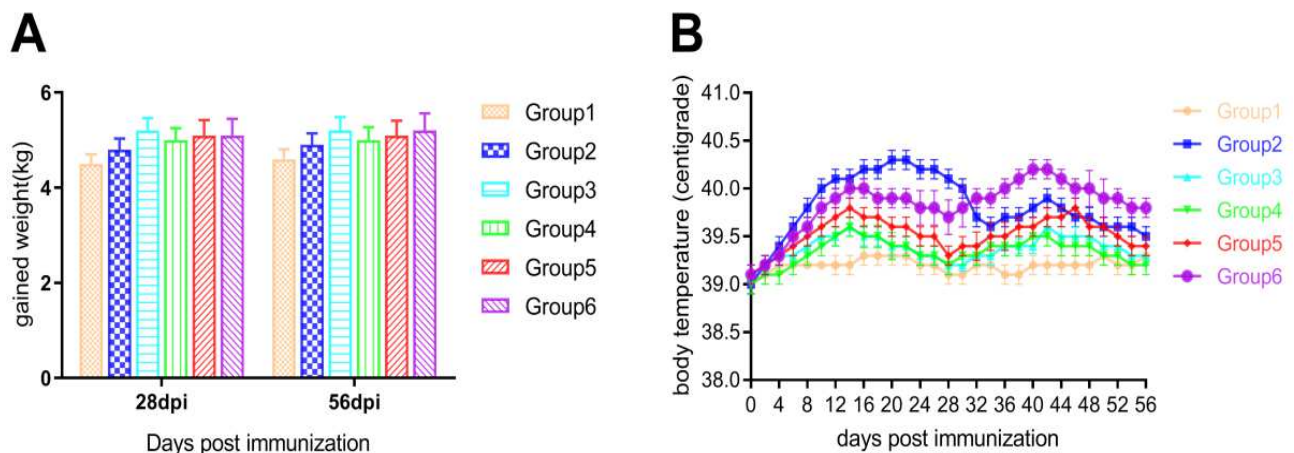 A
gained weight(kg)
6
4
2
0
28dpi
56dpi
Days post immunization
Group1
Group2
Group3
Group4
Group5
Group6
B
body temperature (centigrade)
41.0
40.5
40.0
39.5
39.0
38.5
38.0
0 4 8 12 16 20 24 28 32 36 40 44 48 52 56
days post immunization
Group1
Group2
Group3
Group4
Group5
Group6